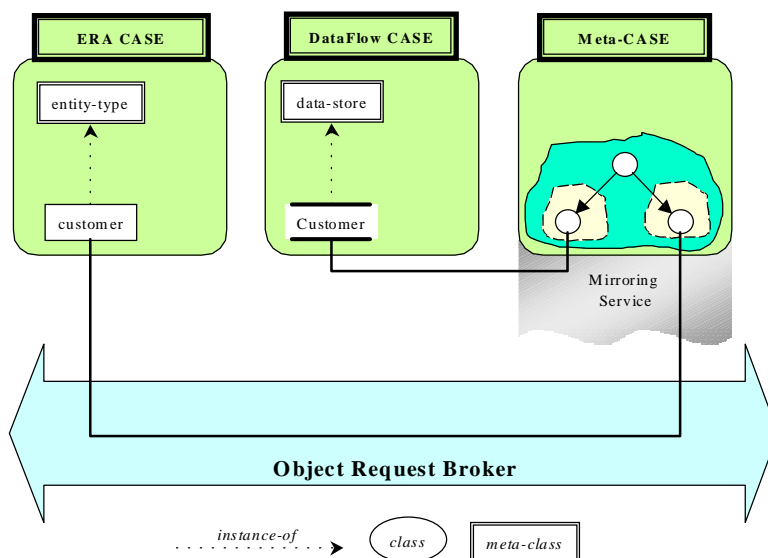 ERA CASE
DataFlow CASE
Meta-CASE
entity-type
data-store
customer
Customer
Mirroring
Service
Object Request Broker
instance-of
class
meta-class